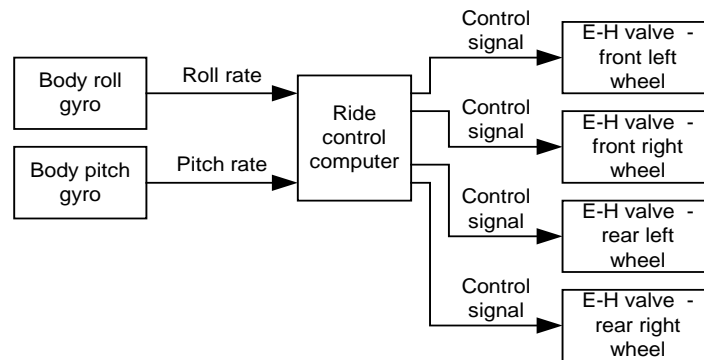 Body roll
gyro
Roll rate
Body pitch
gyro
Pitch rate
Ride
control
computer
Control
signal
E-H valve -
front left
wheel
Control
signal
E-H valve -
front right
wheel
Control
signal
E-H valve -
rear left
wheel
Control
signal
E-H valve -
rear right
wheel